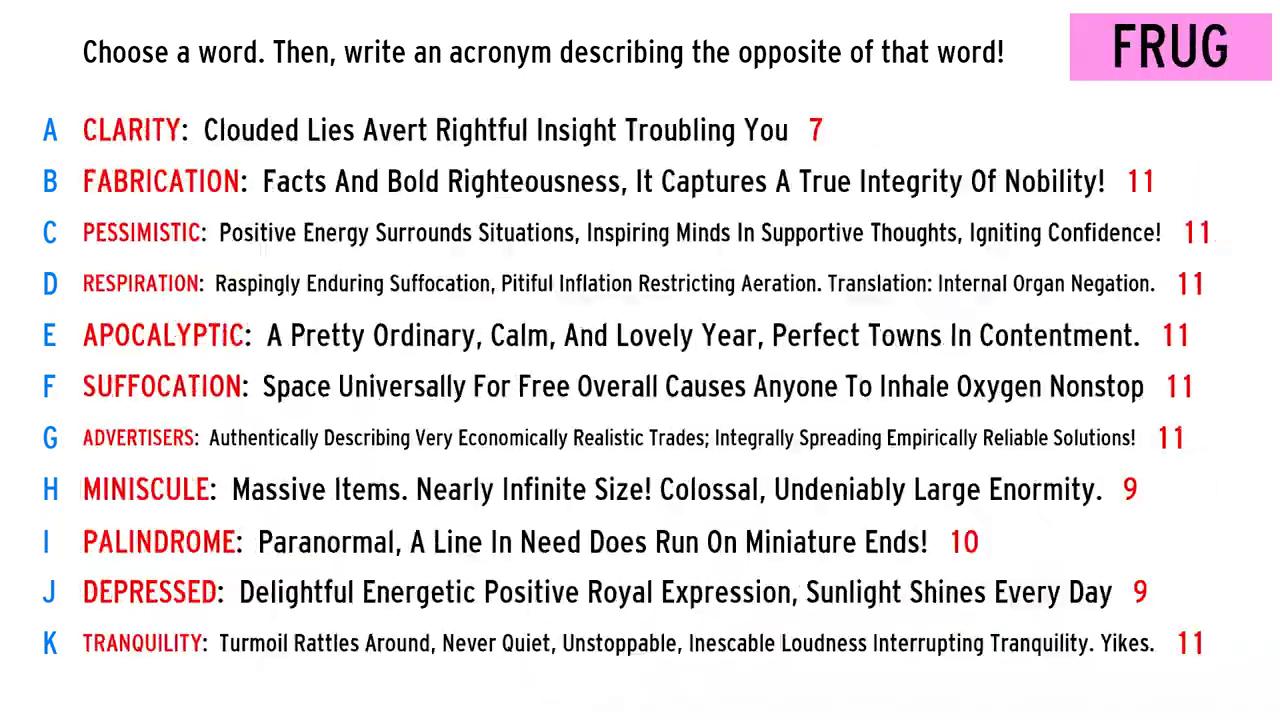 Choose a word. Then, write an acronym describing the opposite of that word!
FRUG
A CLARITY: Clouded Lies Avert Rightful Insight Troubling You 7
B FABRICATION: Facts And Bold Righteousness, It Captures A True Integrity Of Nobility! 11
C PESSIMISTIC: Positive Energy Surrounds Situations, Inspiring Minds In Supportive Thoughts, Igniting Confidence! 11
D RESPIRATION: Raspingly Enduring Suffocation, Pitiful Inflation Restricting Aeration. Translation: Internal Organ Negation. 11
E APOCALYPTIC: A Pretty Ordinary, Calm, And Lovely Year, Perfect Towns In Contentment. 11
F SUFFOCATION: Space Universally For Free Overall Causes Anyone To Inhale Oxygen Nonstop 11
G ADVERTISERS: Authentically Describing Very Economically Realistic Trades; Integrally Spreading Empirically Reliable Solutions! 11
H MINISCULE: Massive Items. Nearly Infinite Size! Colossal, Undeniably Large Enormity. 9
I PALINDROME: Paranormal, A Line In Need Does Run On Miniature Ends! 10
J DEPRESSED: Delightful Energetic Positive Royal Expression, Sunlight Shines Every Day 9
K TRANQUILITY: Turmoil Rattles Around, Never Quiet, Unstoppable, Inescable Loudness Interrupting Tranquility. Yikes. 11